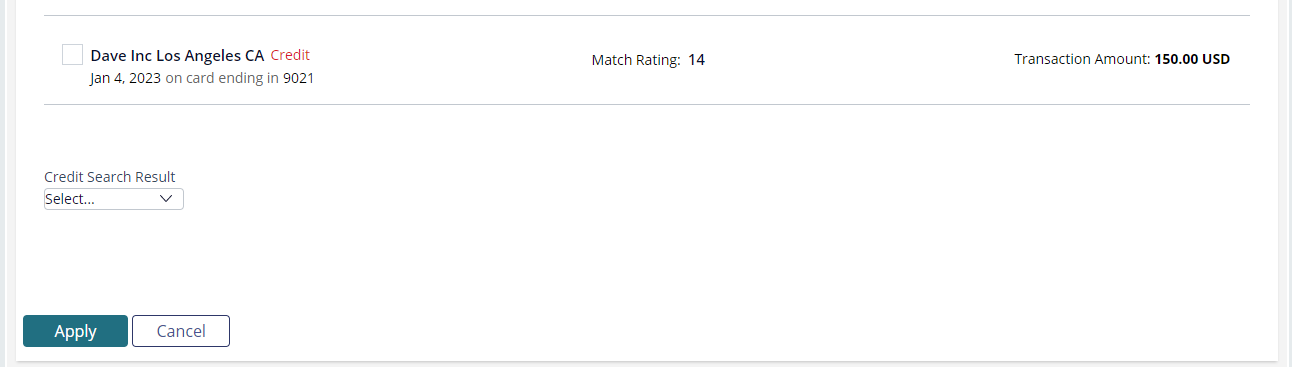 Dave Inc Los Angeles CA Credit
Match Rating: 14
Transaction Amount: 150.00 USD
Jan 4, 2023 on card ending in 9021
Credit Search Result
Select...
Apply
Cancel